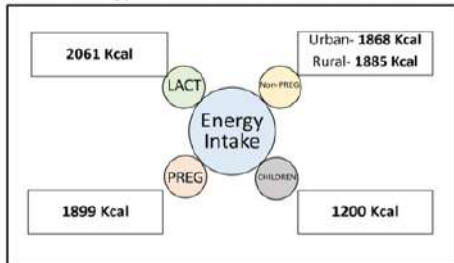 2061 Kcal
Urban- 1868 Kcal
Rural- 1885 Kcal
LACT
Non-PREG
Energy
Intake
PREG
CHILDREN
1899 Kcal
1200 Kcal